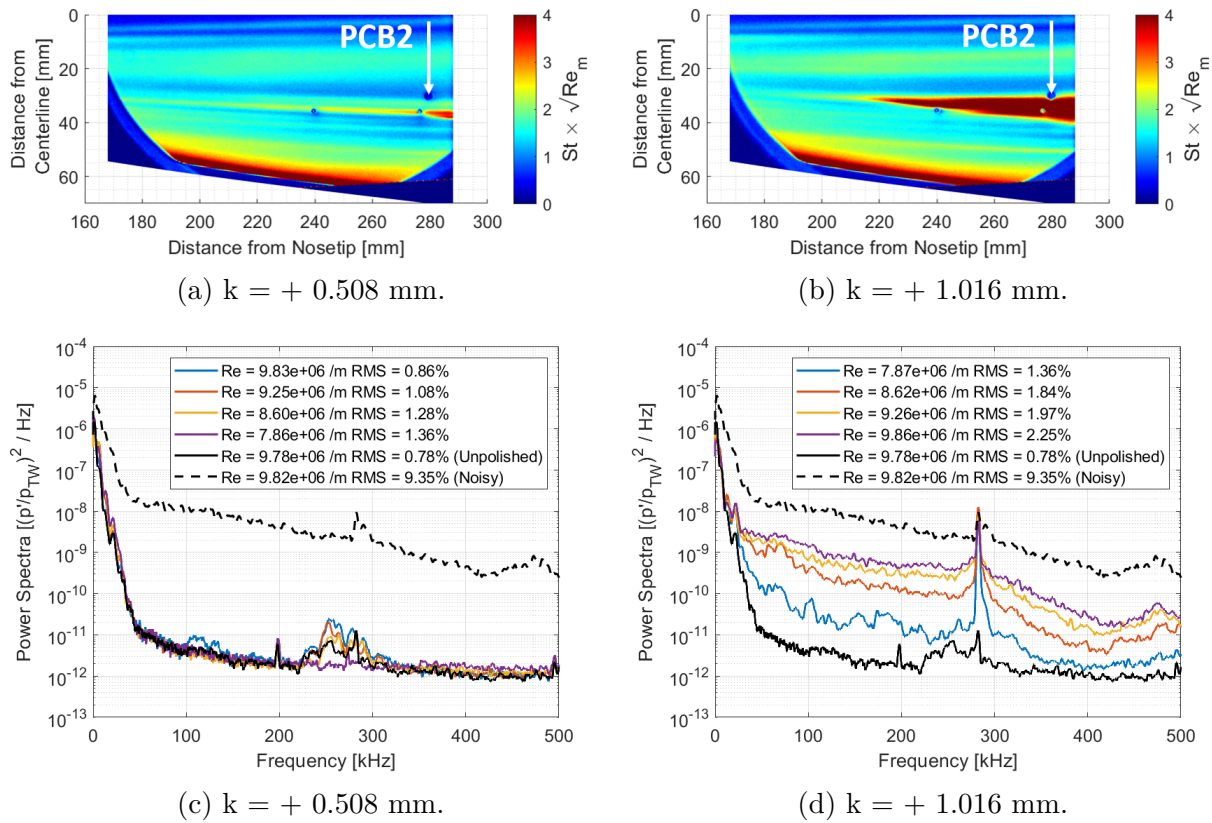 PCB2
0
20
40
60
160 180 200 220 240 260 280 300
Distance from Nosetip [mm]
Distance from
Centerline [mm]
4
3
2
1
0
St × √Re_m
(a) k = + 0.508 mm.
PCB2
0
20
40
60
160 180 200 220 240 260 280 300
Distance from Nosetip [mm]
Distance from
Centerline [mm]
4
3
2
1
0
St × √Re_m
(b) k = + 1.016 mm.
Re = 9.83e+06 /m RMS = 0.86%
Re = 9.25e+06 /m RMS = 1.08%
Re = 8.60e+06 /m RMS = 1.28%
Re = 7.86e+06 /m RMS = 1.36%
Re = 9.78e+06 /m RMS = 0.78% (Unpolished)
Re = 9.82e+06 /m RMS = 9.35% (Noisy)
10^-4
10^-5
10^-6
10^-7
10^-8
10^-9
10^-10
10^-11
10^-12
10^-13
Power Spectra [(p'/p_TW)^2 / Hz]
0 100 200 300 400 500
Frequency [kHz]
(c) k = + 0.508 mm.
Re = 7.87e+06 /m RMS = 1.36%
Re = 8.62e+06 /m RMS = 1.84%
Re = 9.26e+06 /m RMS = 1.97%
Re = 9.86e+06 /m RMS = 2.25%
Re = 9.78e+06 /m RMS = 0.78% (Unpolished)
Re = 9.82e+06 /m RMS = 9.35% (Noisy)
10^-4
10^-5
10^-6
10^-7
10^-8
10^-9
10^-10
10^-11
10^-12
10^-13
Power Spectra [(p'/p_TW)^2 / Hz]
0 100 200 300 400 500
Frequency [kHz]
(d) k = + 1.016 mm.